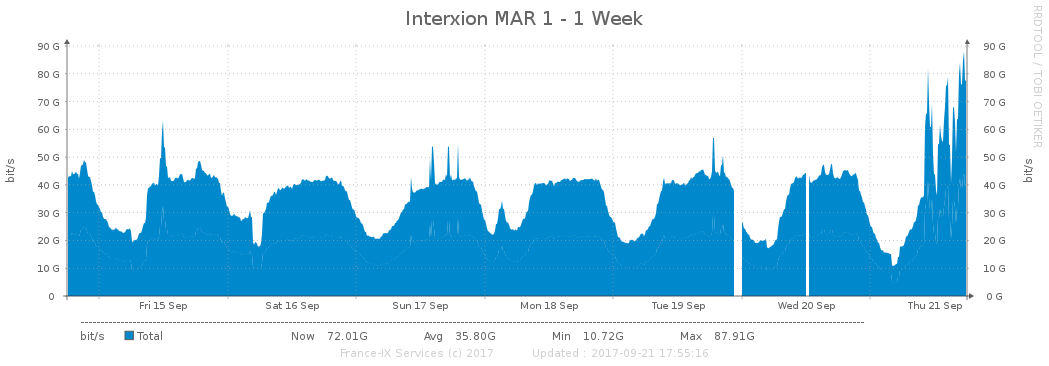 Interxion MAR 1 - 1 Week
RRDTOOL / TOBI OETIKER
90 G 90 G
80 G 80 G
70 G 70 G
60 G 60 G
50 G 50 G
40 G 40 G
30 G 30 G
20 G 20 G
10 G 10 G
0 0 G
bit/s bit/s
Fri 15 Sep Sat 16 Sep Sun 17 Sep Mon 18 Sep Tue 19 Sep Wed 20 Sep Thu 21 Sep
bit/s Total Now 72.01G Avg 35.80G Min 10.72G Max 87.91G
France-IX Services (c) 2017 Updated : 2017-09-21 17:55:16